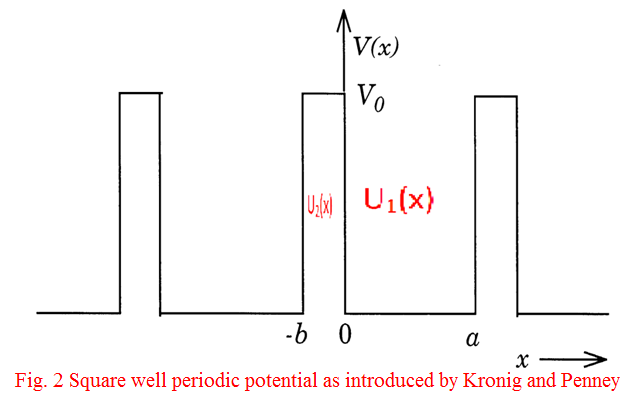 V(x)
V₀
U₂(x)
U₁(x)
-b 0 a
x
Fig. 2 Square well periodic potential as introduced by Kronig and Penney